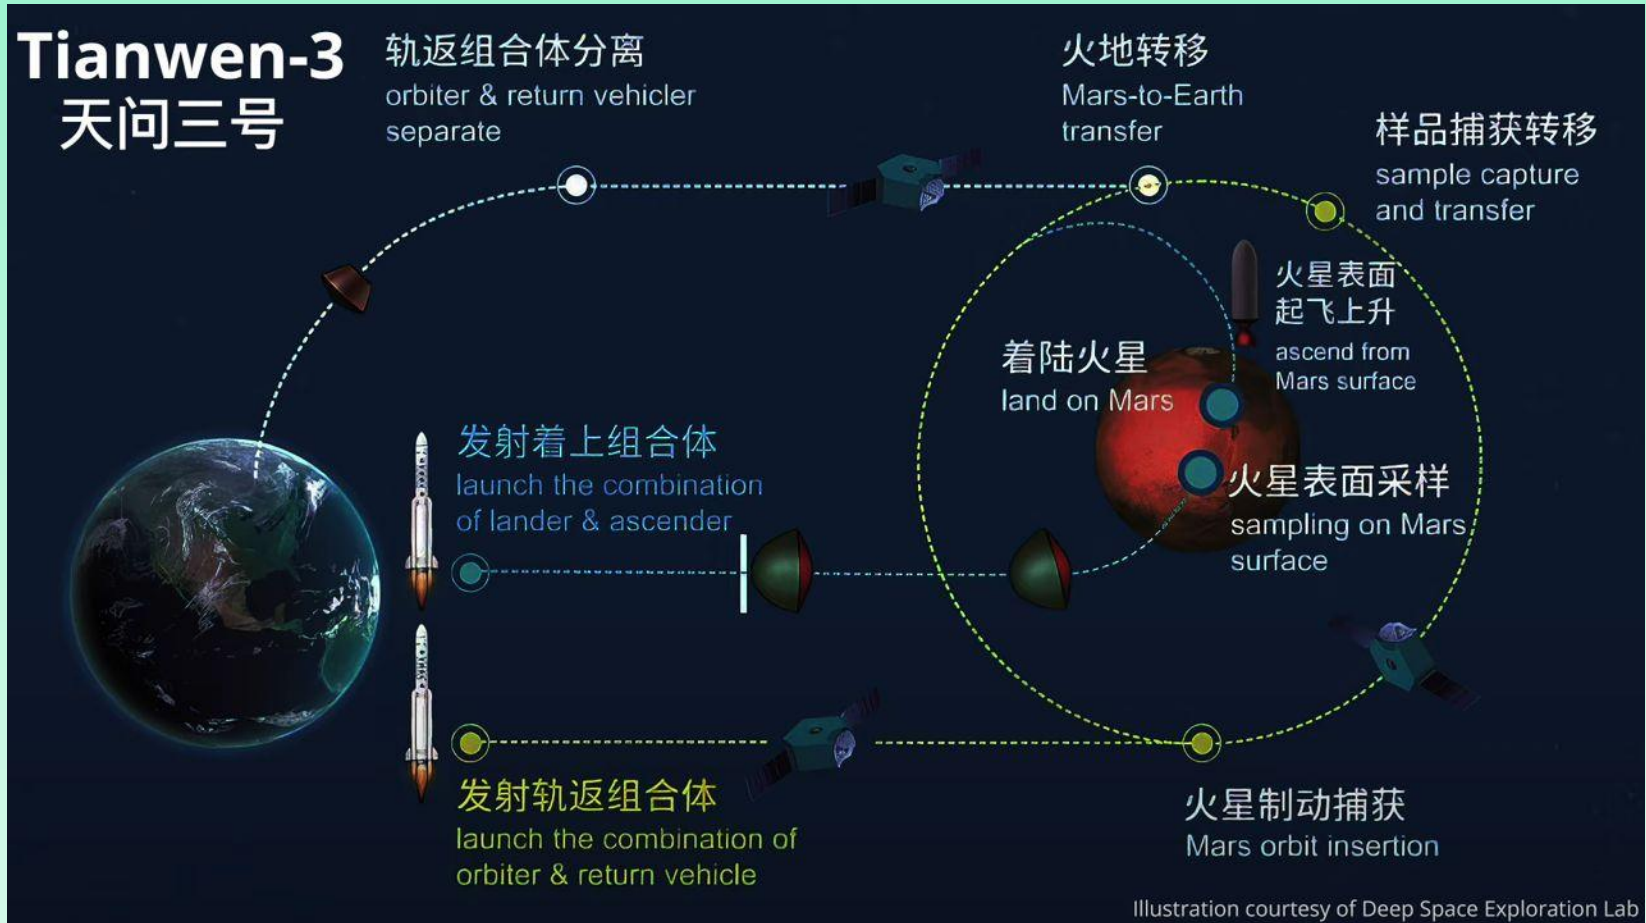 Tianwen-3
天问三号
轨返组合体分离
orbiter & return vehicler
separate
火地转移
Mars-to-Earth
transfer
样品捕获转移
sample capture
and transfer
火星表面
起飞上升
ascend from
Mars surface
着陆火星
land on Mars
发射着上组合体
launch the combination
of lander & ascender
火星表面采样
sampling on Mars
surface
发射轨返组合体
launch the combination of
orbiter & return vehicle
火星制动捕获
Mars orbit insertion
Illustration courtesy of Deep Space Exploration Lab